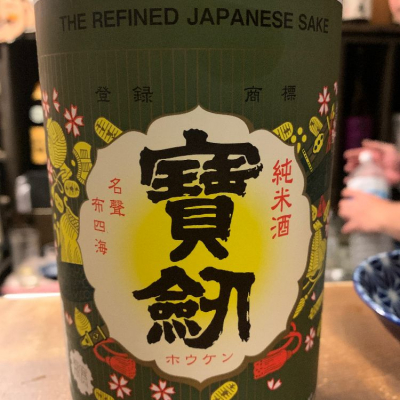 THE REFINED JAPANESE SAKE
登録 商標
純米酒
寶劔
名聲
布四海
ホウケン